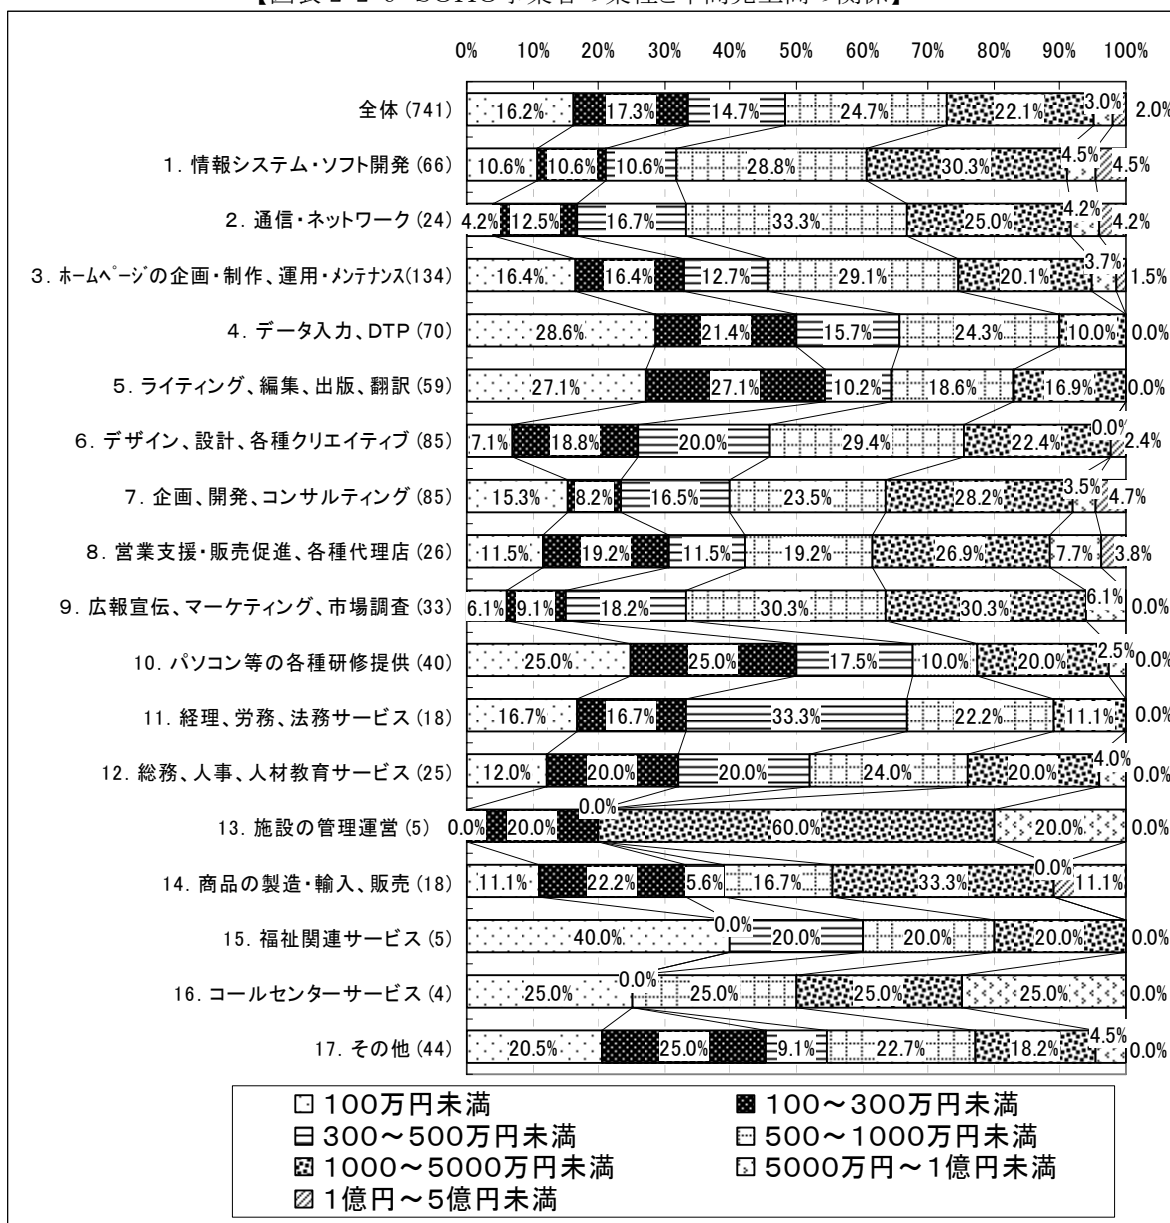 0% 10% 20% 30% 40% 50% 60% 70% 80% 90% 100%
全体(741) 16.2% 17.3% 14.7% 24.7% 22.1% 3.0% 2.0%
1. 情報システム・ソフト開発(66) 10.6% 10.6% 10.6% 28.8% 30.3% 4.5% 4.5%
2. 通信・ネットワーク(24) 4.2% 12.5% 16.7% 33.3% 25.0% 4.2% 4.2%
3. ホームページの企画・制作、運用・メンテナンス(134) 16.4% 16.4% 12.7% 29.1% 20.1% 3.7% 1.5%
4. データ入力、DTP(70) 28.6% 21.4% 15.7% 24.3% 10.0% 0.0%
5. ライティング、編集、出版、翻訳(59) 27.1% 27.1% 10.2% 18.6% 16.9% 0.0%
6. デザイン、設計、各種クリエイティブ(85) 7.1% 18.8% 20.0% 29.4% 22.4% 0.0% 2.4%
7. 企画、開発、コンサルティング(85) 15.3% 8.2% 16.5% 23.5% 28.2% 3.5% 4.7%
8. 営業支援・販売促進、各種代理店(26) 11.5% 19.2% 11.5% 19.2% 26.9% 7.7% 3.8%
9. 広報宣伝、マーケティング、市場調査(33) 6.1% 9.1% 18.2% 30.3% 30.3% 6.1% 0.0%
10. パソコン等の各種研修提供(40) 25.0% 25.0% 17.5% 10.0% 20.0% 2.5% 0.0%
11. 経理、労務、法務サービス(18) 16.7% 16.7% 33.3% 22.2% 11.1% 0.0%
12. 総務、人事、人材教育サービス(25) 12.0% 20.0% 20.0% 24.0% 20.0% 4.0% 0.0%
13. 施設の管理運営(5) 0.0% 20.0% 0.0% 60.0% 20.0% 0.0%
14. 商品の製造・輸入、販売(18) 11.1% 22.2% 5.6% 16.7% 33.3% 0.0% 11.1%
15. 福祉関連サービス(5) 40.0% 0.0% 20.0% 20.0% 20.0% 0.0%
16. コールセンターサービス(4) 25.0% 0.0% 25.0% 25.0% 25.0% 0.0%
17. その他(44) 20.5% 25.0% 9.1% 22.7% 18.2% 4.5% 0.0%
100万円未満 100～300万円未満
300～500万円未満 500～1000万円未満
1000～5000万円未満 5000万円～1億円未満
1億円～5億円未満